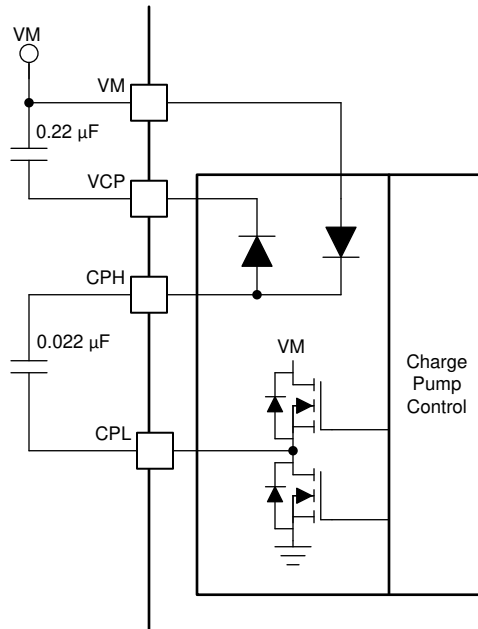 VM
VM
0.22 µF
VCP
CPH
0.022 µF
VM
Charge
Pump
Control
CPL